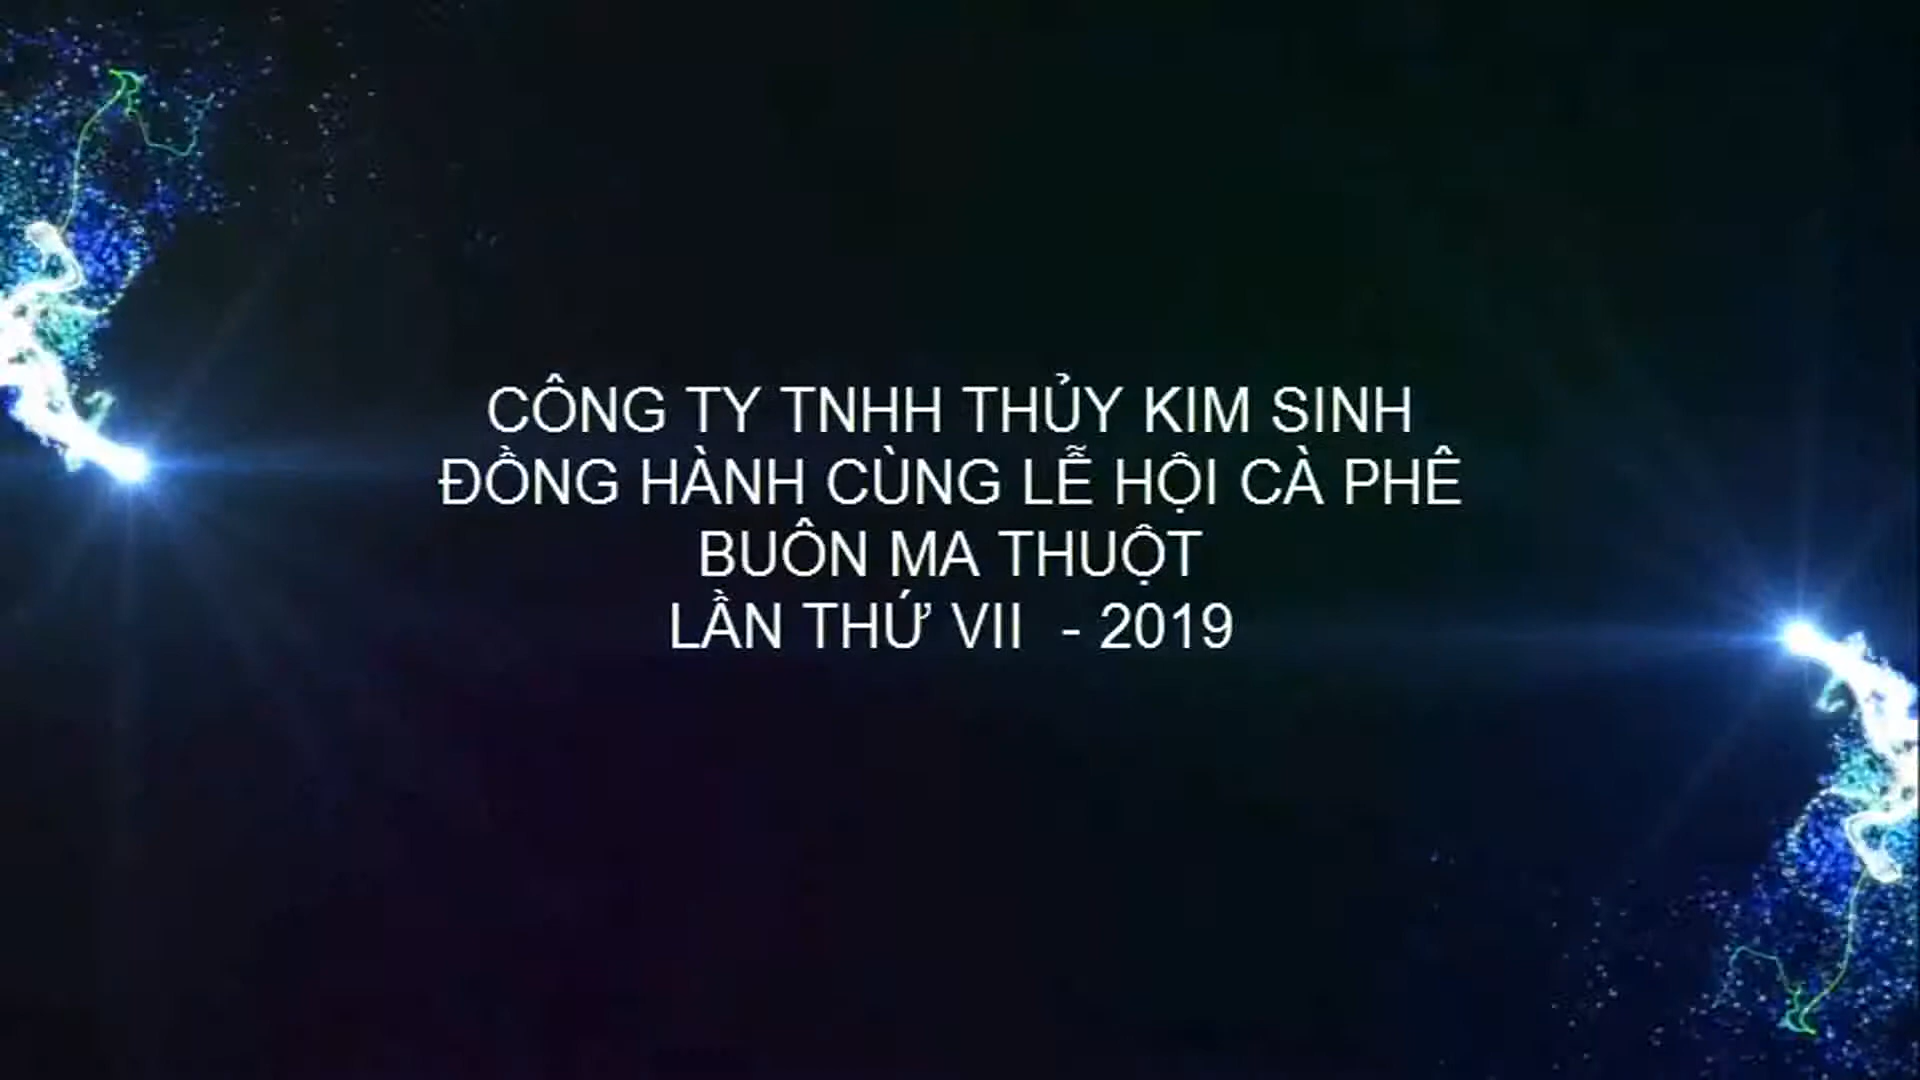 CÔNG TY TNHH THỦY KIM SINH
ĐỒNG HÀNH CÙNG LỄ HỘI CÀ PHÊ
BUÔN MA THUỘT
LẦN THỨ VII - 2019